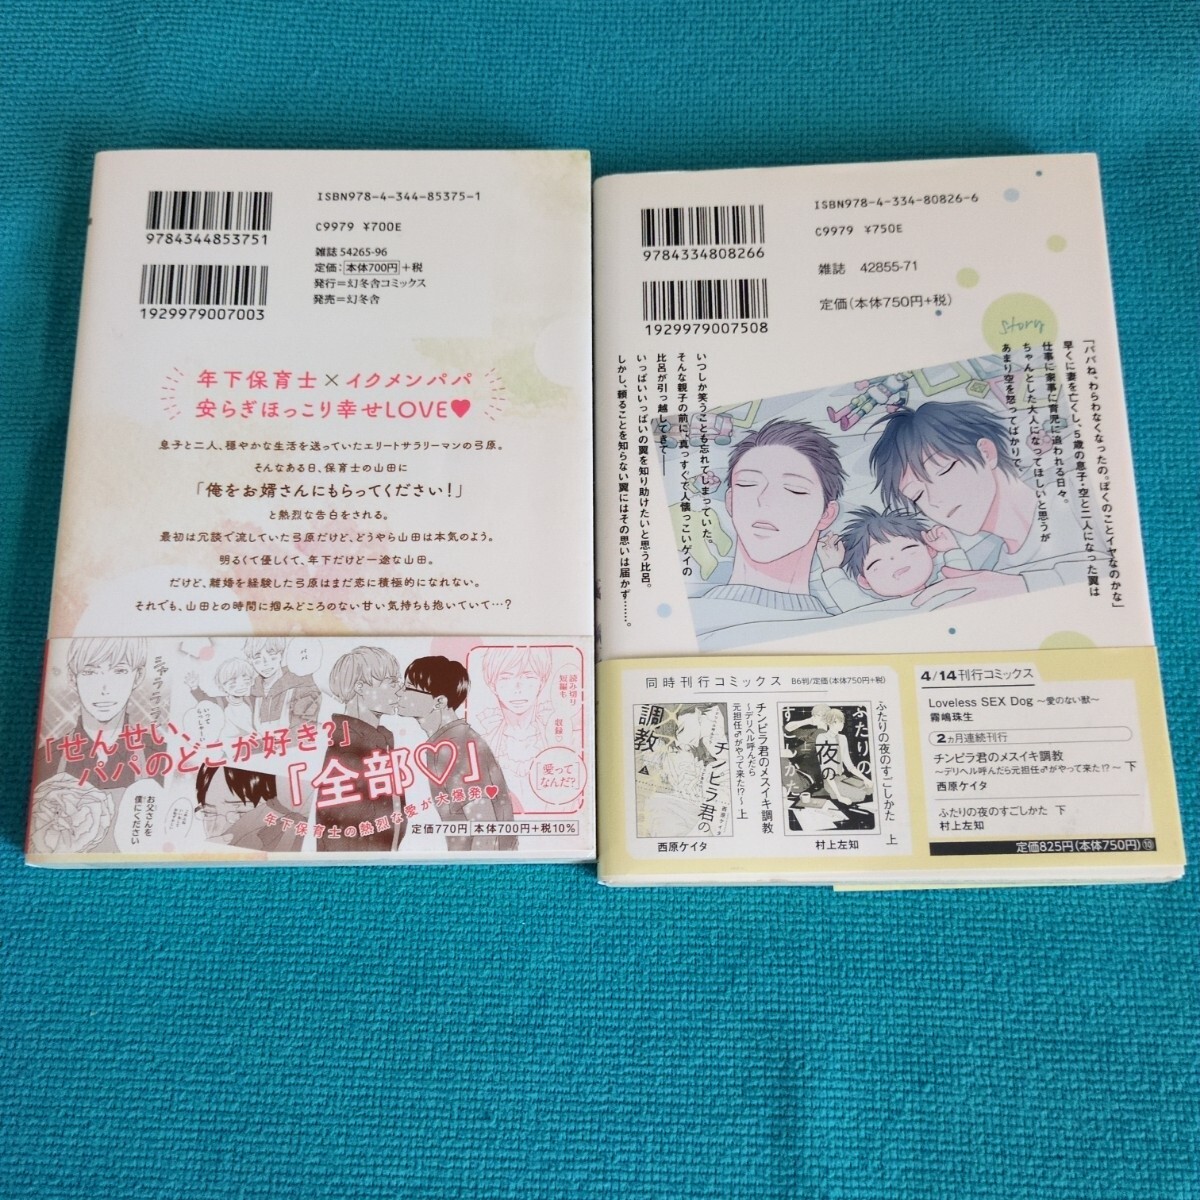 ISBN978-4-344-85375-1
C9979 ¥700E
9784344853751
雑誌 54265-96
定価：本体700円＋税
発行＝幻冬舎コミックス
発売＝幻冬舎
1929979007003
年下保育士×イクメンパパ
安らぎほっこり幸せLOVE♥
息子と二人、穏やかな生活を送っていたエリートサラリーマンの弓原。
そんなある日、保育士の山田に
「俺をお婿さんにもらってください！」
と熱烈な告白をされる。
最初は冗談で流していた弓原だけど、どうやら山田は本気のよう。
明るくて優しくて、年下だけど一途な山田。
だけど、離婚を経験した弓原はまだ恋に積極的になれない。
それでも、山田との時間に掴みどころのない甘い気持ちも抱いていて…？
「せんせい、
パパのどこが好き？」
「全部♡」
年下保育士の熱烈な愛が大爆発♥
読み切り
短編も
収録♡
愛って
なんだ？
お父さんを
僕にください
定価770円 本体700円＋税10%
ISBN978-4-334-80826-6
C9979 ¥750E
9784334808266
雑誌 42855-71
定価（本体750円＋税）
1929979007508
Story
「パパね、わらわなくなったの。ぼくのことイヤなのかな」
早くに妻を亡くし、5歳の息子・空と二人になった翼は
仕事に家事に育児に追われる日々。
ちゃんとした大人になってほしいと思うが
あまり空を怒ってばかりで、
いつしか笑うことも忘れてしまっていた。
そんな親子の前に、真っすぐで人懐っこいゲイの
比呂が引っ越してきて――
いっぱいいっぱいの翼を知り助けたいと思う比呂。
しかし、頼ることを知らない翼にはその思いは届かず……。
同時刊行コミックス B6判/定価（本体750円＋税）
チンピラ君のメスイキ調教
～デリヘル呼んだら
元担任♂がやって来た!?～ 上
西原ケイタ
ふたりの夜のすごしかた 上
村上左知
4/14刊行コミックス
Loveless SEX Dog ～愛のない獣～
霧嶋珠生
2ヵ月連続刊行
チンピラ君のメスイキ調教
～デリヘル呼んだら元担任♂がやって来た!?～ 下
西原ケイタ
ふたりの夜のすごしかた 下
村上左知
定価825円（本体750円）⑩